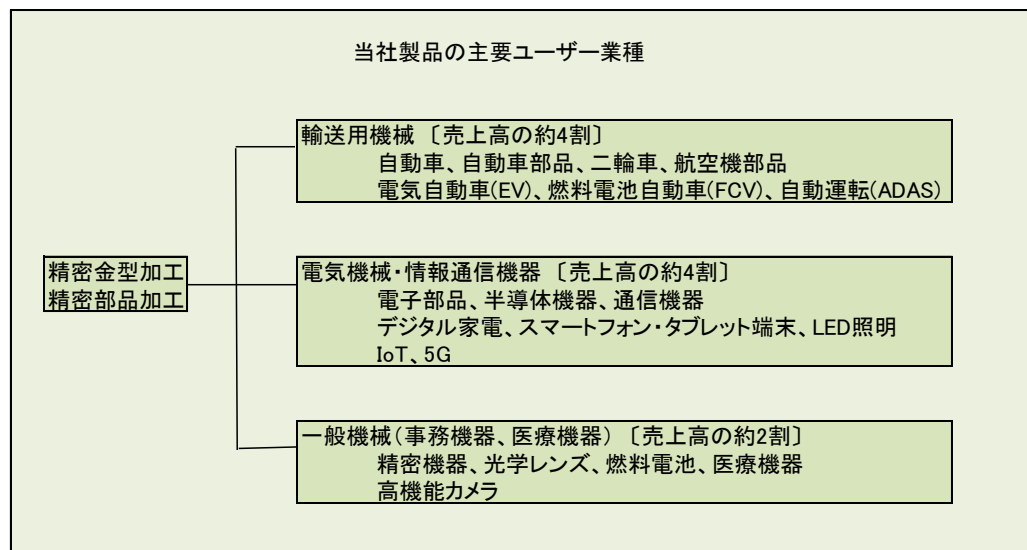 当社製品の主要ユーザー業種
輸送用機械 〔売上高の約4割〕
自動車、自動車部品、二輪車、航空機部品
電気自動車(EV)、燃料電池自動車(FCV)、自動運転(ADAS)
精密金型加工
精密部品加工
電気機械・情報通信機器 〔売上高の約4割〕
電子部品、半導体機器、通信機器
デジタル家電、スマートフォン・タブレット端末、LED照明
IoT、5G
一般機械(事務機器、医療機器) 〔売上高の約2割〕
精密機器、光学レンズ、燃料電池、医療機器
高機能カメラ